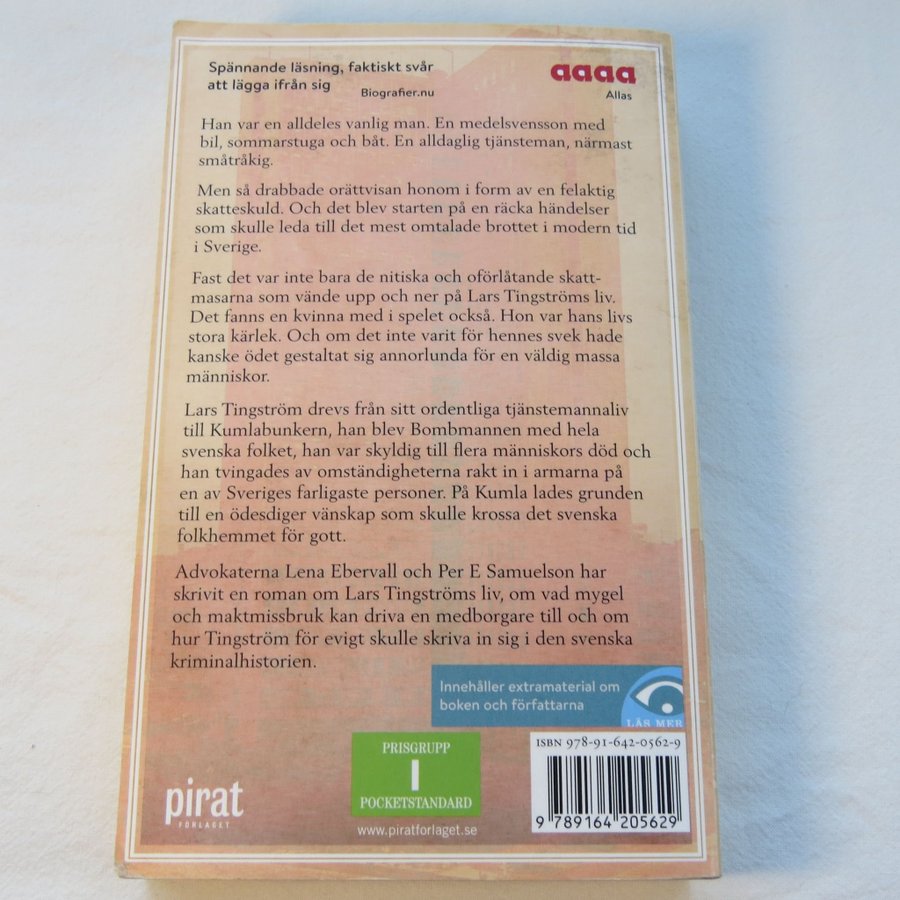 Spännande läsning, faktiskt svår
att lägga ifrån sig
Biografier.nu
aaaa
Allas
Han var en alldeles vanlig man. En medelsvensson med
bil, sommarstuga och båt. En alldaglig tjänsteman, närmast
småtråkig.
Men så drabbade orättvisan honom i form av en felaktig
skatteskuld. Och det blev starten på en räcka händelser
som skulle leda till det mest omtalade brottet i modern tid
i Sverige.
Fast det var inte bara de nitiska och oförlåtande skatt-
masarna som vände upp och ner på Lars Tingströms liv.
Det fanns en kvinna med i spelet också. Hon var hans livs
stora kärlek. Och om det inte varit för hennes svek hade
kanske ödet gestaltat sig annorlunda för en väldig massa
människor.
Lars Tingström drevs från sitt ordentliga tjänstemannaliv
till Kumlabunkern, han blev Bombmannen med hela
svenska folket, han var skyldig till flera människors död och
han tvingades av omständigheterna rakt in i armarna på
en av Sveriges farligaste personer. På Kumla lades grunden
till en ödesdiger vänskap som skulle krossa det svenska
folkhemmet för gott.
Advokaterna Lena Ebervall och Per E Samuelson har
skrivit en roman om Lars Tingströms liv, om vad mygel
och maktmissbruk kan driva en medborgare till och om
hur Tingström för evigt skulle skriva in sig i den svenska
kriminalhistorien.
Innehåller extramaterial om
boken och författarna
LÄS MER
pirat
FÖRLAGET
PRISGRUPP
I
POCKETSTANDARD
www.piratforlaget.se
ISBN 978-91-642-0562-9
9 789164 205629